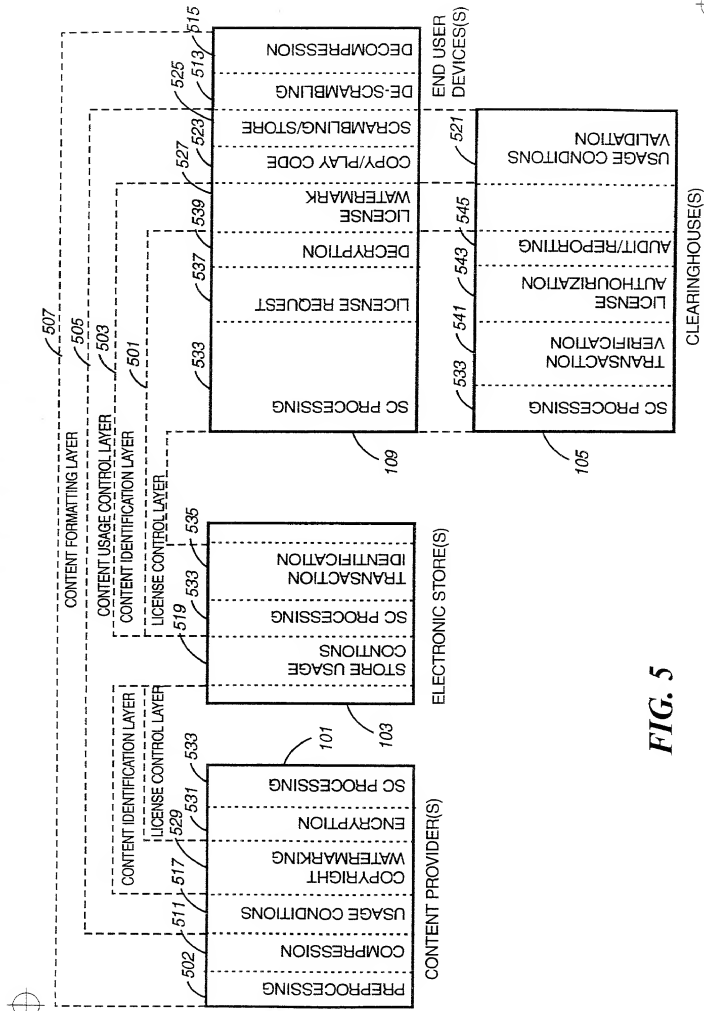 507
505
503
501
CONTENT FORMATTING LAYER
CONTENT USAGE CONTROL LAYER
CONTENT IDENTIFICATION LAYER
LICENSE CONTROL LAYER
CONTENT IDENTIFICATION LAYER
LICENSE CONTROL LAYER
502
511
517
529
531
533
101
PREPROCESSING
COMPRESSION
USAGE CONDITIONS
COPYRIGHT
WATERMARKING
ENCRYPTION
SC PROCESSING
CONTENT PROVIDER(S)
519
533
535
STORE USAGE
CONTIONS
SC PROCESSING
TRANSACTION
IDENTIFICATION
103
ELECTRONIC STORE(S)
533
537
539
527
523
525
513
515
SC PROCESSING
LICENSE REQUEST
DECRYPTION
LICENSE
WATERMARK
COPY/PLAY CODE
SCRAMBLING/STORE
DE-SCRAMBLING
DECOMPRESSION
109
END USER
DEVICES(S)
533
541
543
545
521
SC PROCESSING
TRANSACTION
VERIFICATION
LICENSE
AUTHOURIZATION
AUDIT/REPORTING
USAGE CONDITONS
VALIDATION
105
CLEARINGHOUSE(S)
FIG. 5